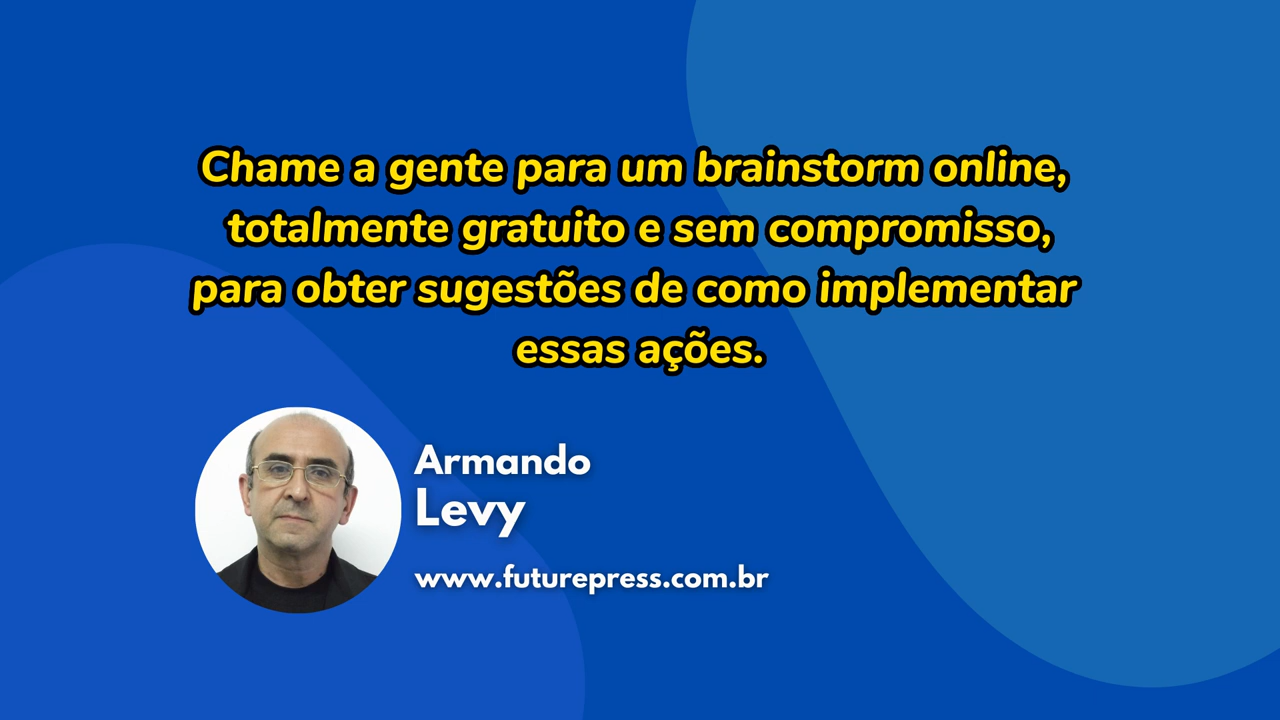 Chame a gente para um brainstorm online,
totalmente gratuito e sem compromisso,
para obter sugestões de como implementar
essas ações.
Armando
Levy
www.futurepress.com.br